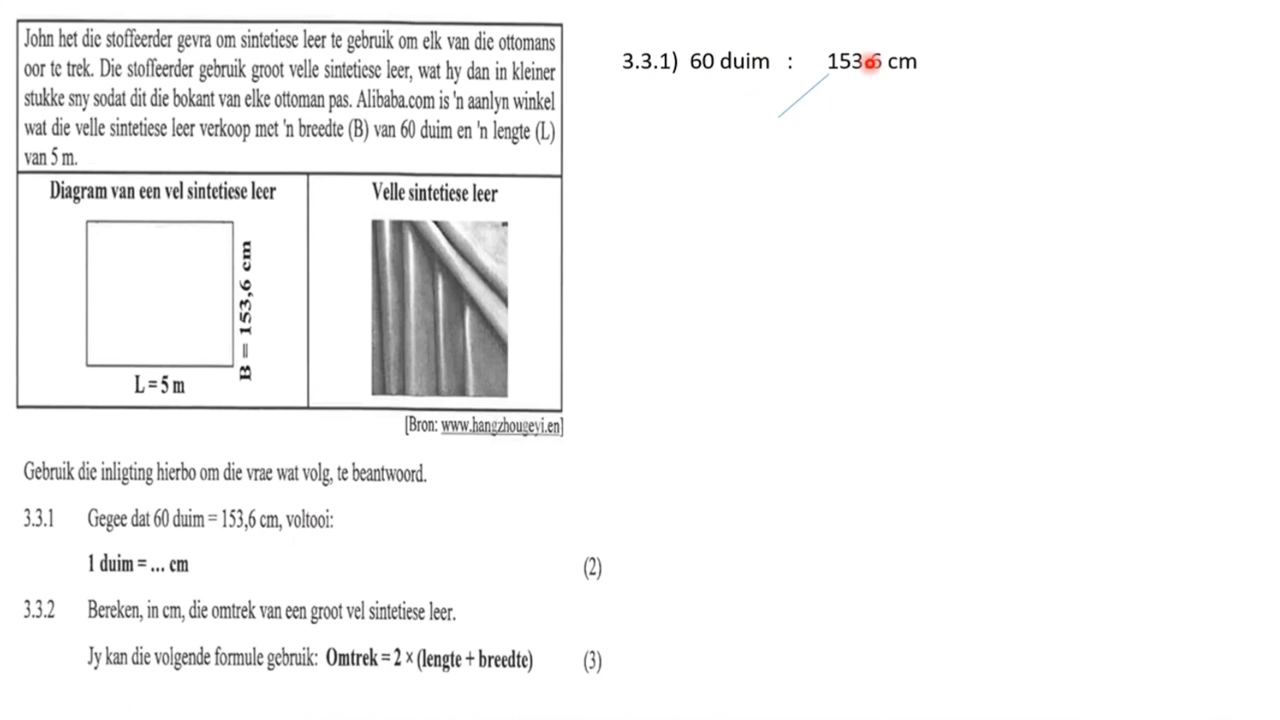 John het die stoffeerder gevra om sintetiese leer te gebruik om elk van die ottomans
oor te trek. Die stoffeerder gebruik groot velle sintetiese leer, wat hy dan in kleiner
stukke sny sodat dit die bokant van elke ottoman pas. Alibaba.com is 'n aanlyn winkel
wat die velle sintetiese leer verkoop met 'n breedte (B) van 60 duim en 'n lengte (L)
van 5 m.
Diagram van een vel sintetiese leer
Velle sintetiese leer
B = 153,6 cm
L = 5 m
[Bron: www.hangzhougeyi.en]
Gebruik die inligting hierbo om die vrae wat volg, te beantwoord.
3.3.1 Gegee dat 60 duim = 153,6 cm, voltooi:
1 duim = ... cm (2)
3.3.2 Bereken, in cm, die omtrek van een groot vel sintetiese leer.
Jy kan die volgende formule gebruik: Omtrek = 2 × (lengte + breedte) (3)
3.3.1) 60 duim : 153.6 cm